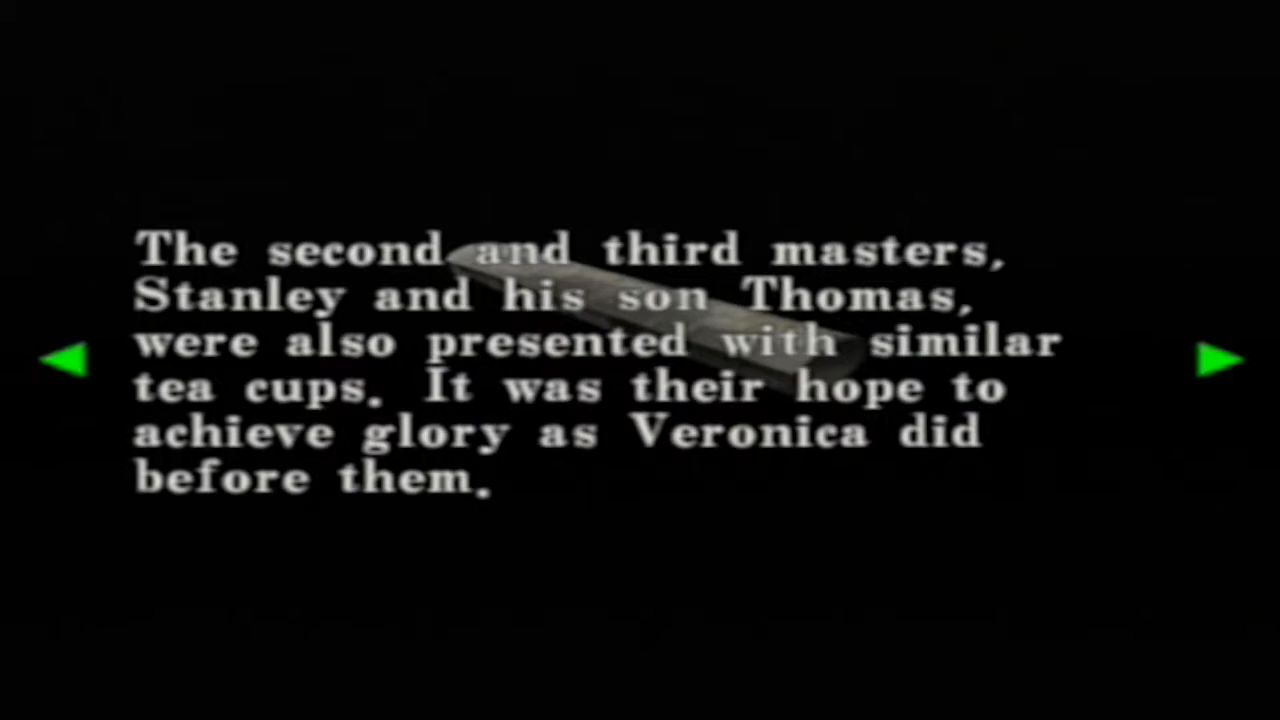 The second and third masters,
Stanley and his son Thomas,
were also presented with similar
tea cups. It was their hope to
achieve glory as Veronica did
before them.